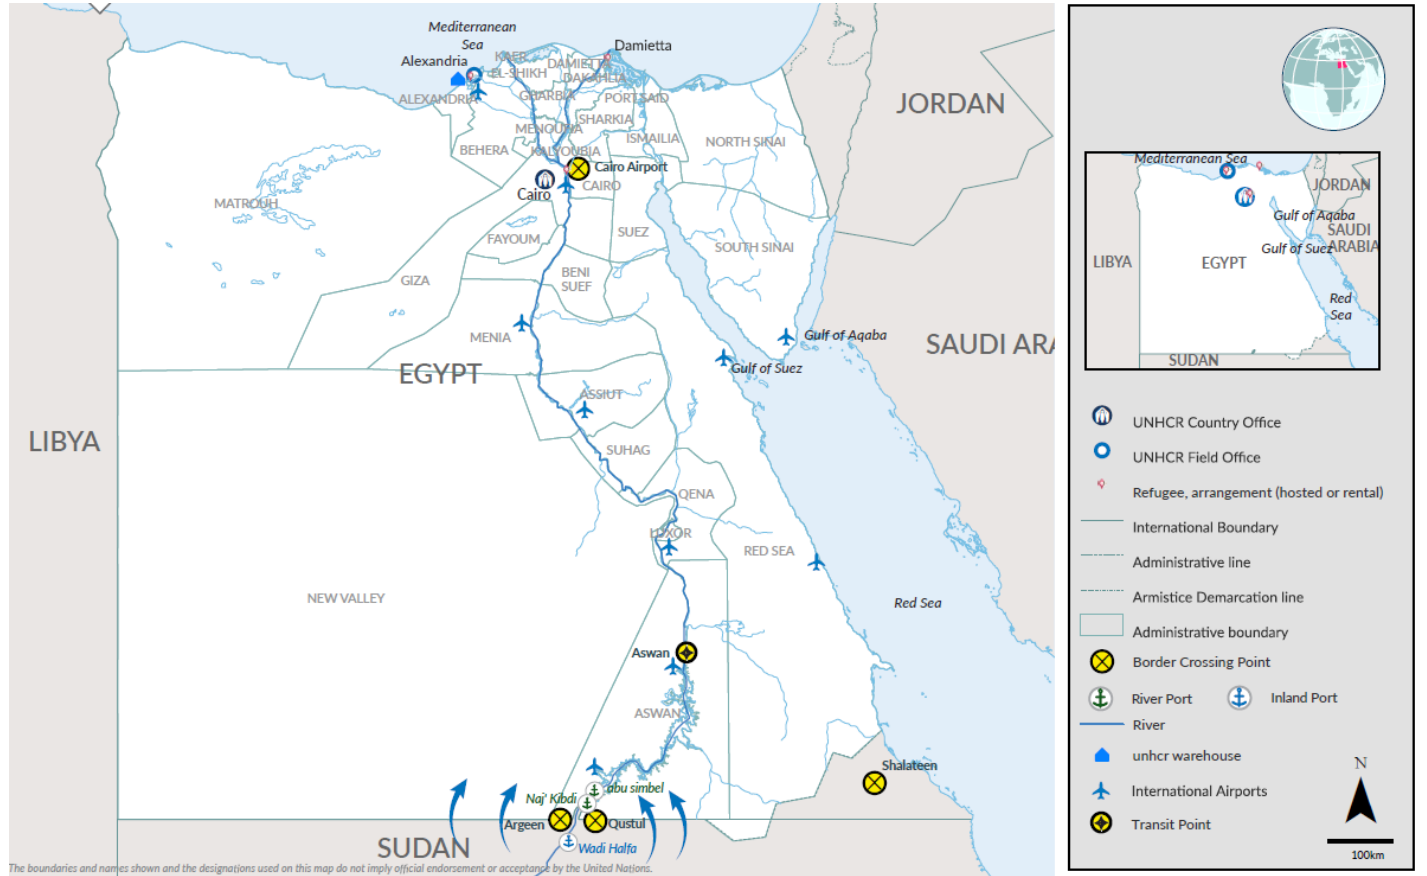 Mediterranean
Sea
Damietta
Alexandria
KAFR
EL-SHIKH
DAMIETTA
DAKAHLIA
ALEXANDRIA
GHARBIA
PORT SAID
SHARKIA
MENOUFIA
ISMAILIA
NORTH SINAI
BEHERA
KALYOUBIA
Cairo Airport
Cairo
CAIRO
MATROUH
FAYOUM
SUEZ
SOUTH SINAI
GIZA
BENI
SUEF
MENIA
Gulf of Aqaba
Gulf of Suez
EGYPT
ASSIUT
LIBYA
SUHAG
QENA
LUXOR
RED SEA
NEW VALLEY
Red Sea
Aswan
ASWAN
Shalateen
abu simbel
Naj' Kibdi
Argeen
Qustul
SUDAN
Wadi Halfa
JORDAN
SAUDI ARA
The boundaries and names shown and the designations used on this map do not imply official endorsement or acceptance by the United Nations.
Mediterranean Sea
JORDAN
Gulf of Aqaba
SAUDI
ARABIA
Gulf of Suez
LIBYA
EGYPT
Red
Sea
SUDAN
UNHCR Country Office
UNHCR Field Office
Refugee, arrangement (hosted or rental)
International Boundary
Administrative line
Armistice Demarcation line
Administrative boundary
Border Crossing Point
River Port
Inland Port
River
unhcr warehouse
N
International Airports
Transit Point
100km